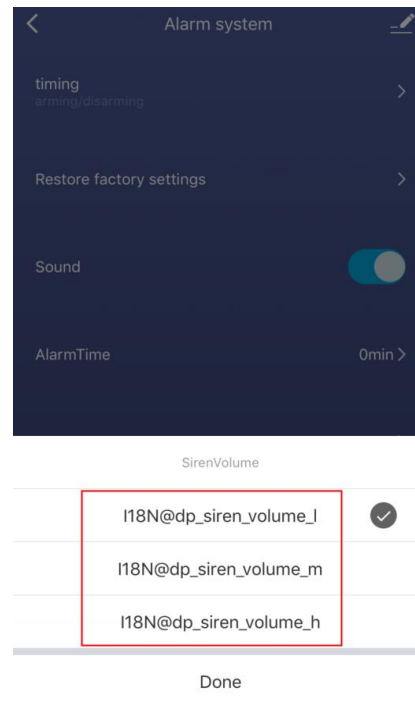 Alarm system
timing
arming/disarming
Restore factory settings
Sound
AlarmTime
0min
SirenVolume
I18N@dp_siren_volume_l
I18N@dp_siren_volume_m
I18N@dp_siren_volume_h
Done